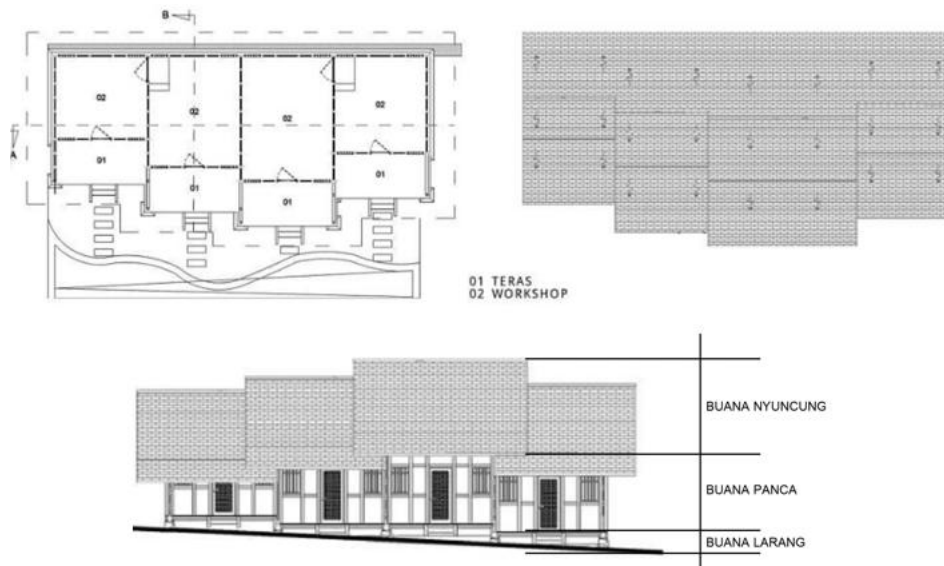 B
02
02
02
02
A
01
01
01
01
01 TERAS
02 WORKSHOP
BUANA NYUNCUNG
BUANA PANCA
BUANA LARANG